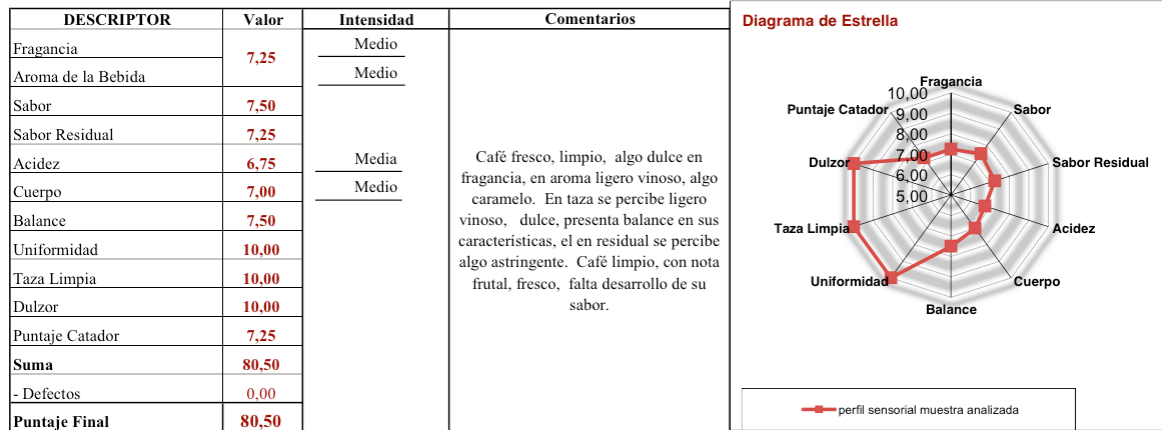 DESCRIPTOR Valor Intensidad Comentarios
Fragancia 7,25 Medio
Aroma de la Bebida Medio
Sabor 7,50
Sabor Residual 7,25
Acidez 6,75 Media
Cuerpo 7,00 Medio
Balance 7,50
Uniformidad 10,00
Taza Limpia 10,00
Dulzor 10,00
Puntaje Catador 7,25
Suma 80,50
- Defectos 0,00
Puntaje Final 80,50
Café fresco, limpio, algo dulce en
fragancia, en aroma ligero vinoso, algo
caramelo. En taza se percibe ligero
vinoso, dulce, presenta balance en sus
características, el en residual se percibe
algo astringente. Café limpio, con nota
frutal, fresco, falta desarrollo de su
sabor.
Diagrama de Estrella
Fragancia
10,00
Puntaje Catador 9,00 Sabor
8,00
Dulzor 7,00 Sabor Residual
6,00
5,00
Taza Limpia Acidez
Uniformidad Cuerpo
Balance
perfil sensorial muestra analizada